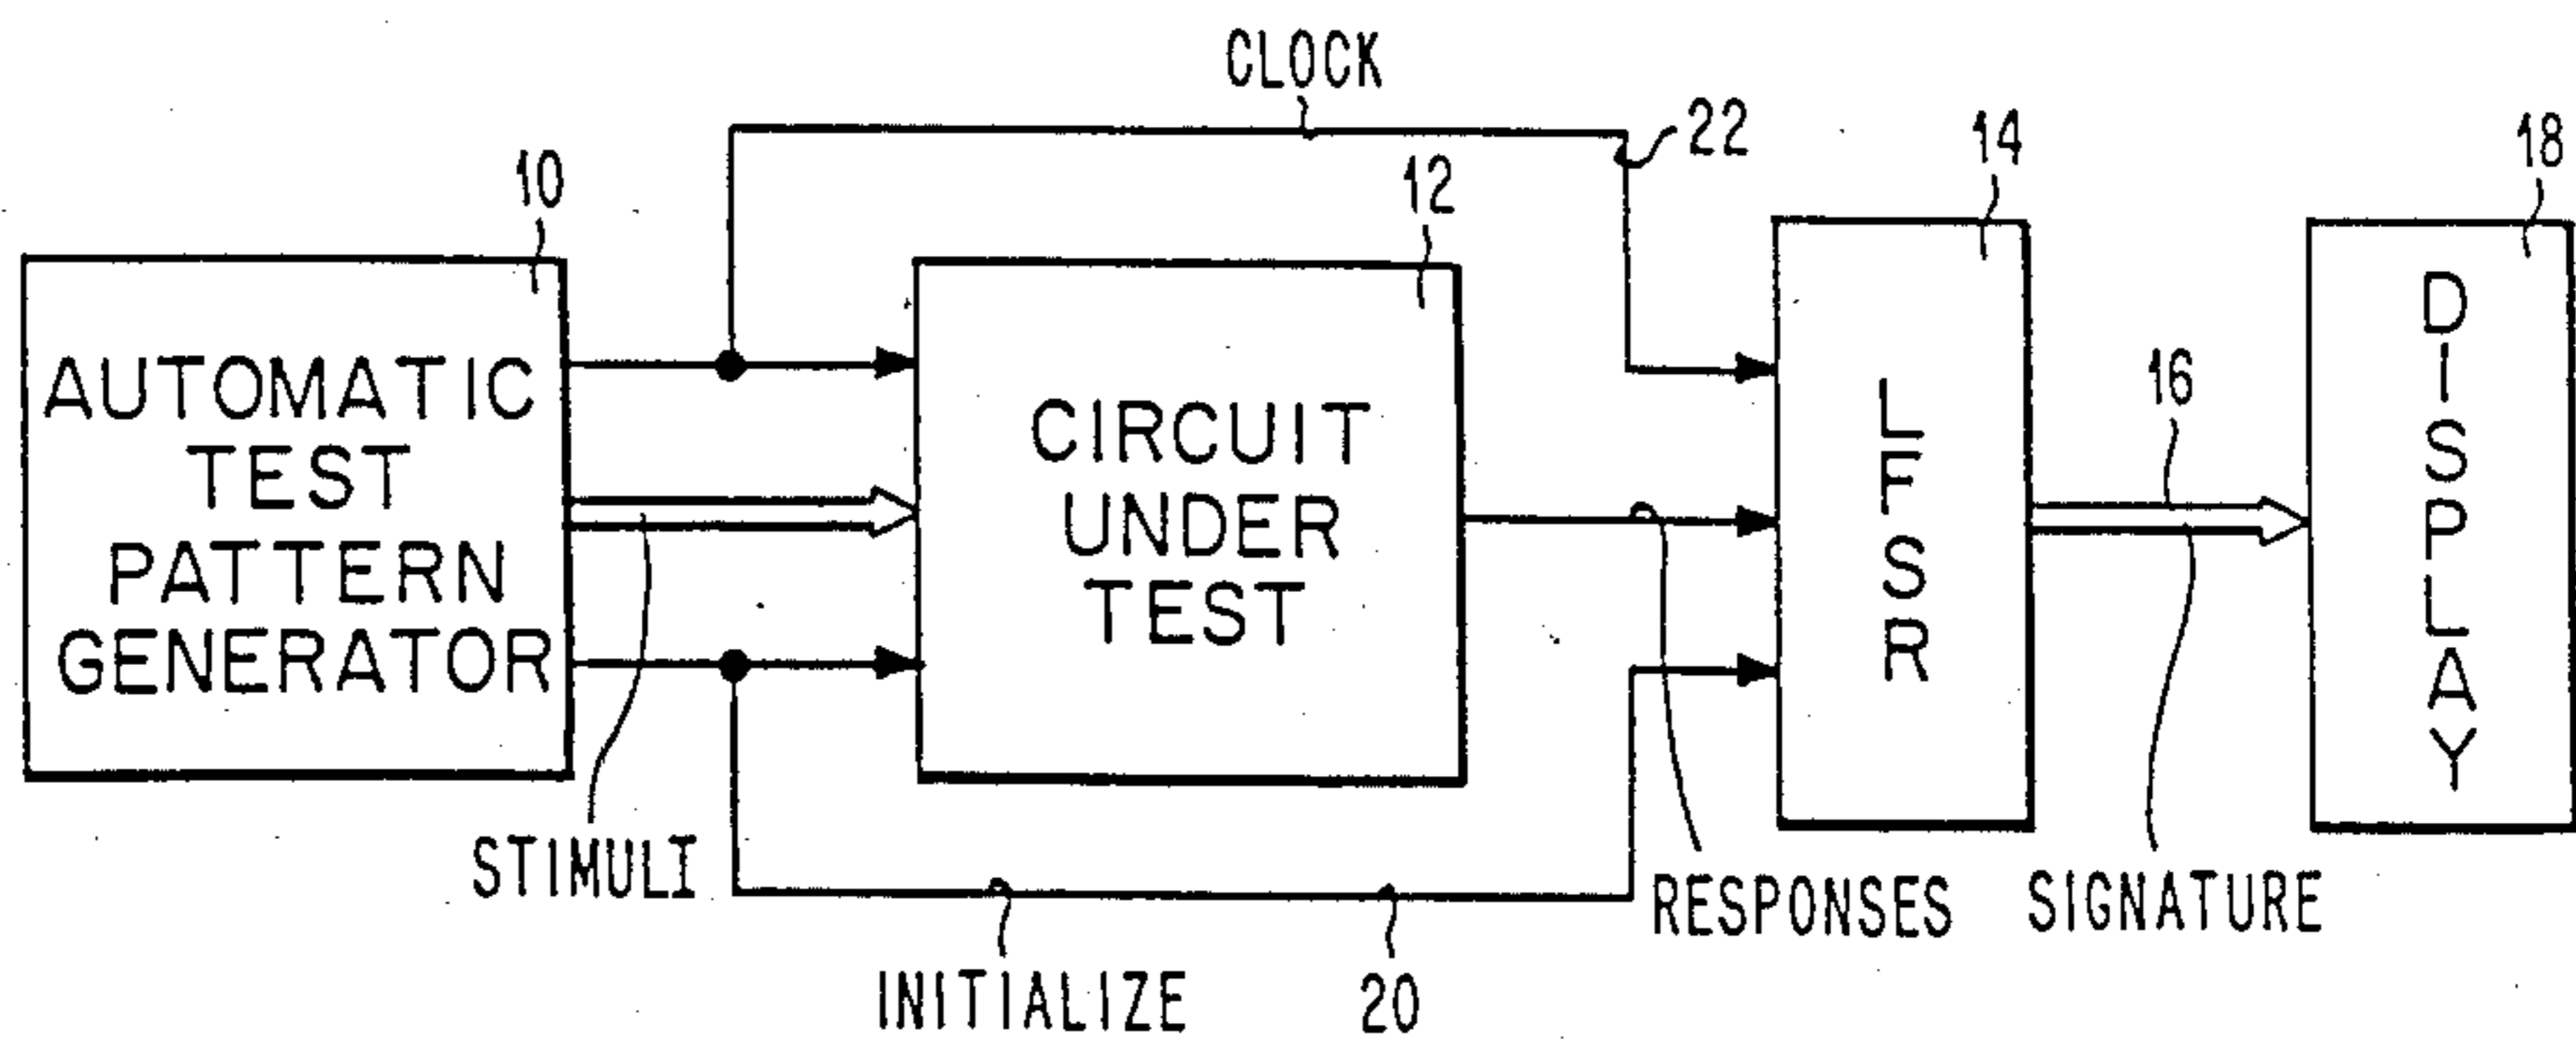 CLOCK
22
10
12
14
18
AUTOMATIC
TEST
PATTERN
GENERATOR
CIRCUIT
UNDER
TEST
LFSR
16
DISPLAY
STIMULI
RESPONSES
SIGNATURE
INITIALIZE
20